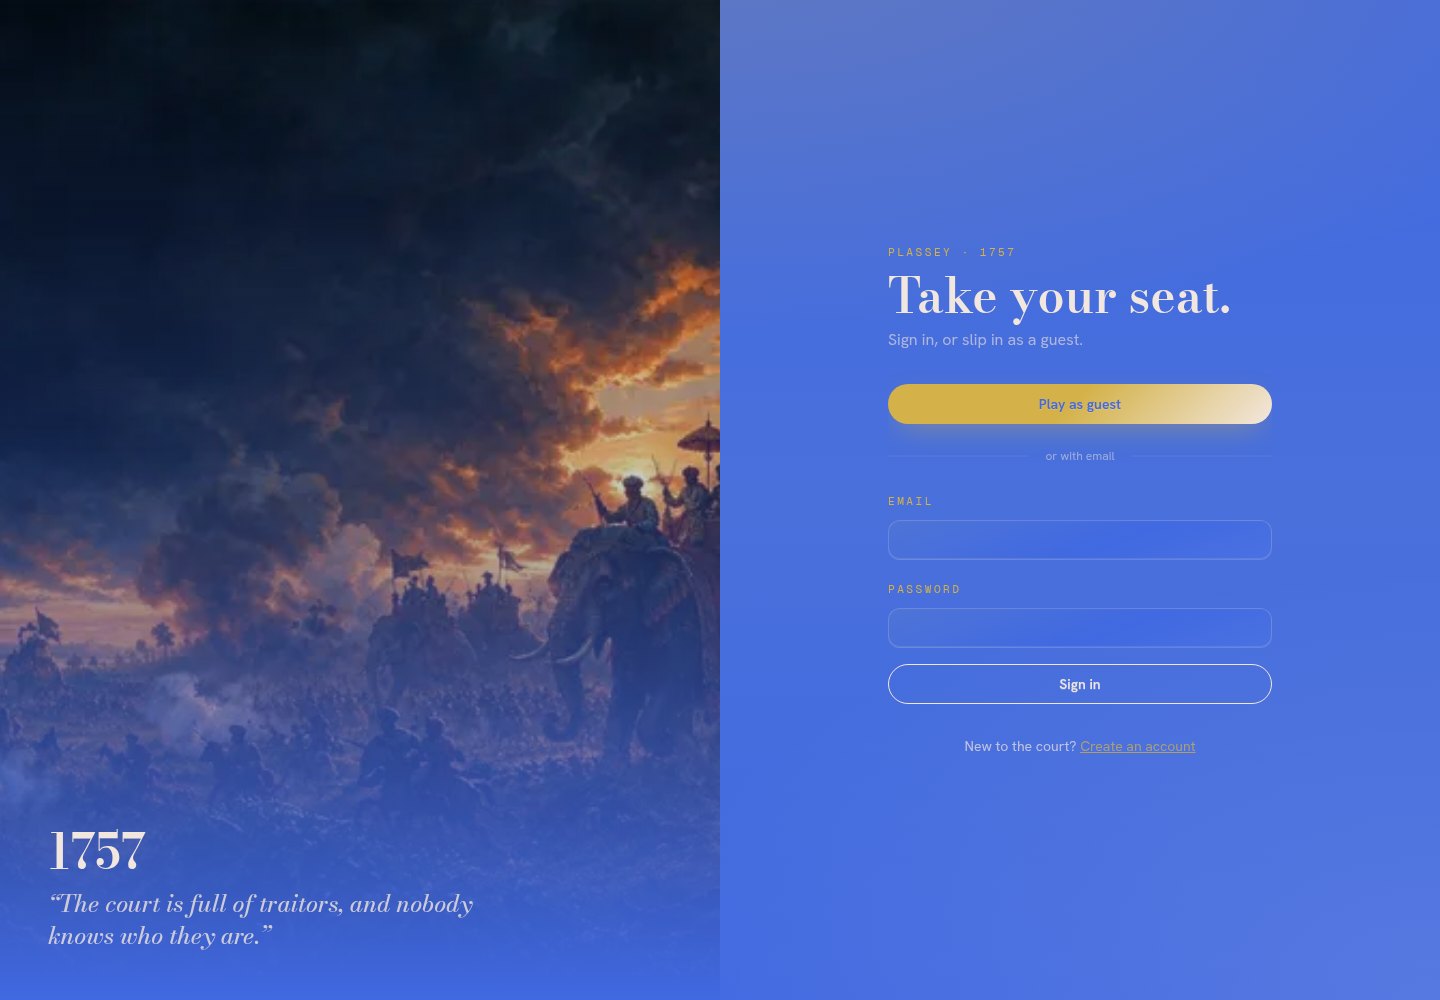 1757
“The court is full of traitors, and nobody
knows who they are.”
PLASSEY · 1757
Take your seat.
Sign in, or slip in as a guest.
Play as guest
or with email
EMAIL
PASSWORD
Sign in
New to the court? Create an account